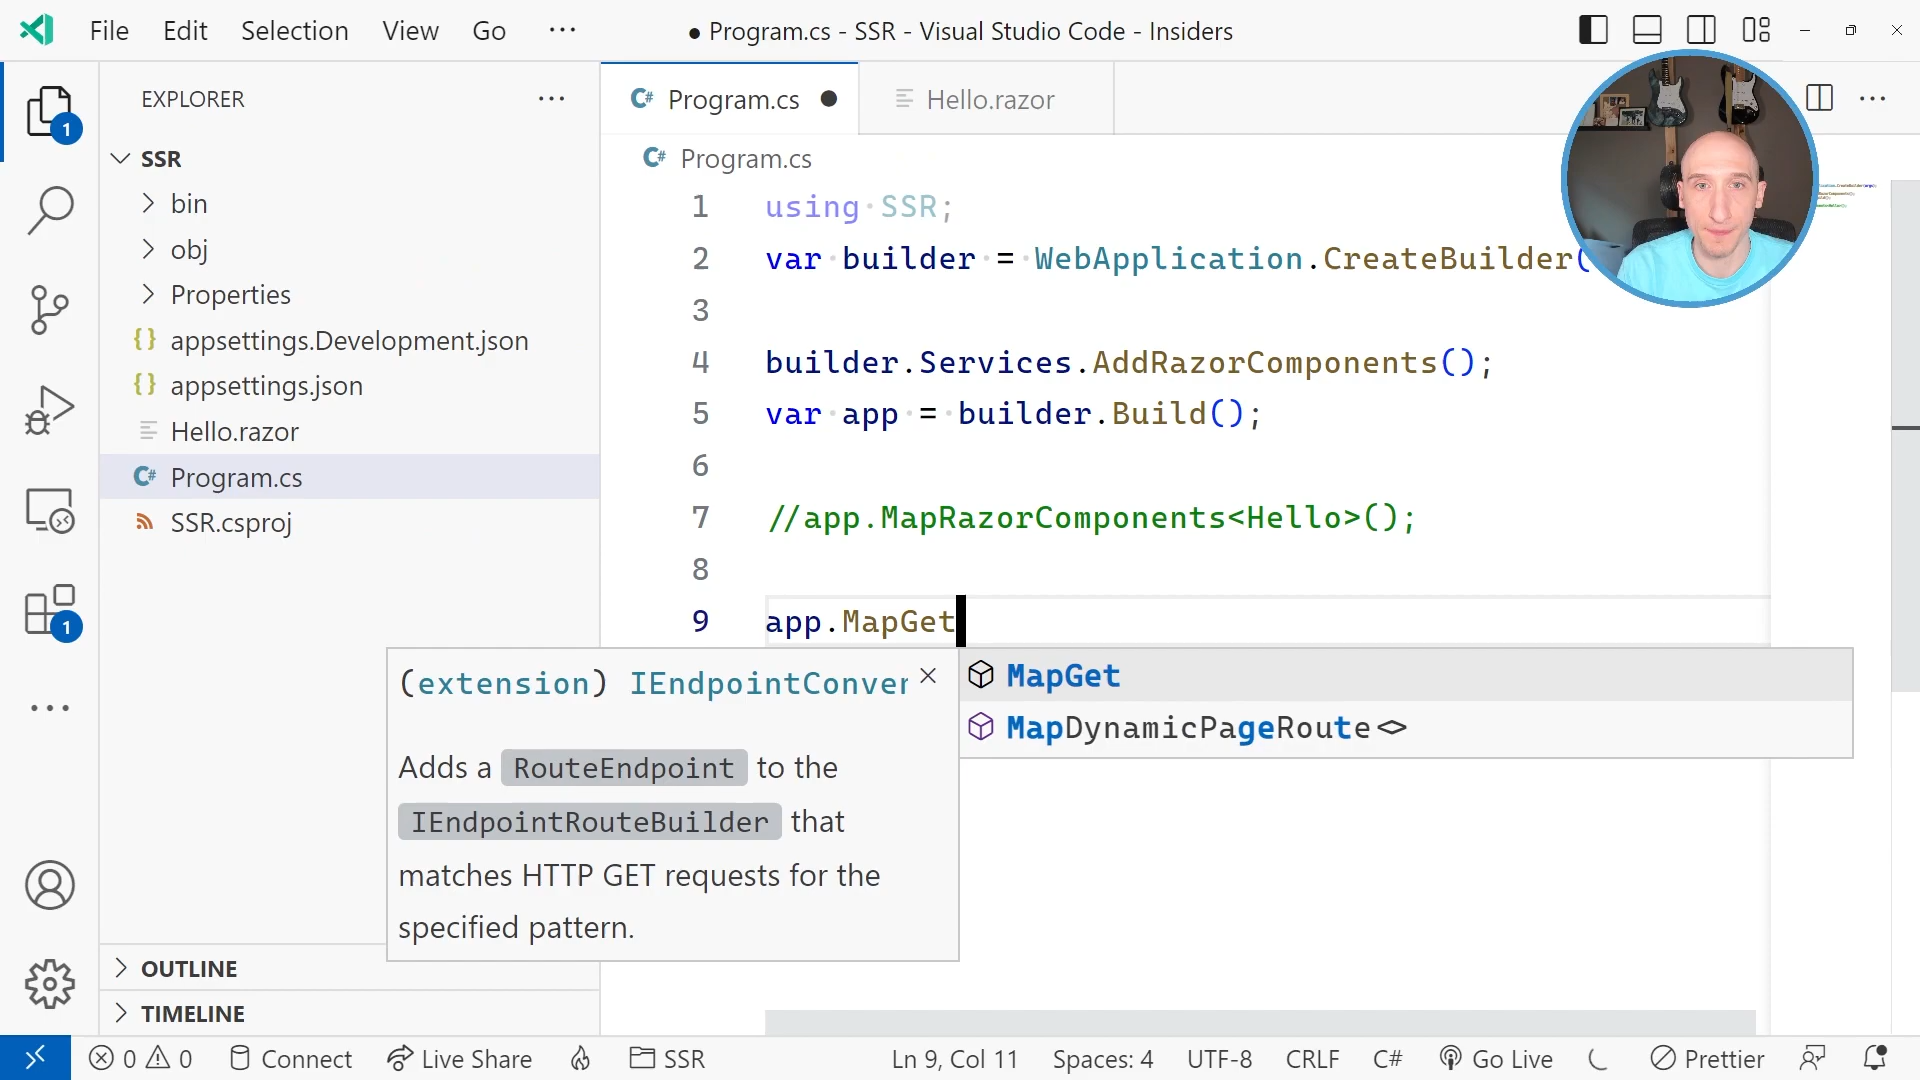 File Edit Selection View Go ···
● Program.cs - SSR - Visual Studio Code - Insiders
EXPLORER
1
SSR
bin
obj
Properties
{} appsettings.Development.json
{} appsettings.json
Hello.razor
C# Program.cs
SSR.csproj
1
OUTLINE
TIMELINE
C# Program.cs ●
Hello.razor
C# Program.cs
1 using SSR;
2 var builder = WebApplication.CreateBuilder(
3
4 builder.Services.AddRazorComponents();
5 var app = builder.Build();
6
7 //app.MapRazorComponents<Hello>();
8
9 app.MapGet
(extension) IEndpointConver
Adds a RouteEndpoint to the
IEndpointRouteBuilder that
matches HTTP GET requests for the
specified pattern.
MapGet
MapDynamicPageRoute<>
0 0 Connect Live Share SSR Ln 9, Col 11 Spaces: 4 UTF-8 CRLF C# Go Live Prettier